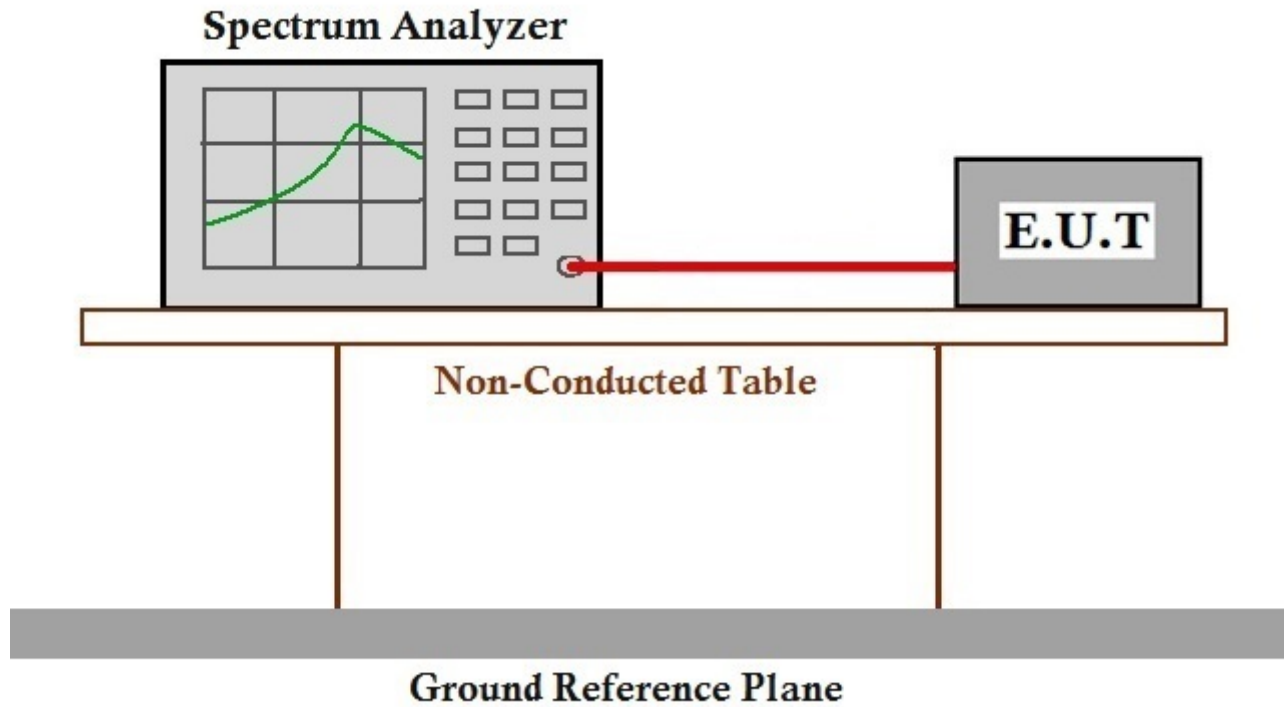 Spectrum Analyzer
E.U.T
Non-Conducted Table
Ground Reference Plane